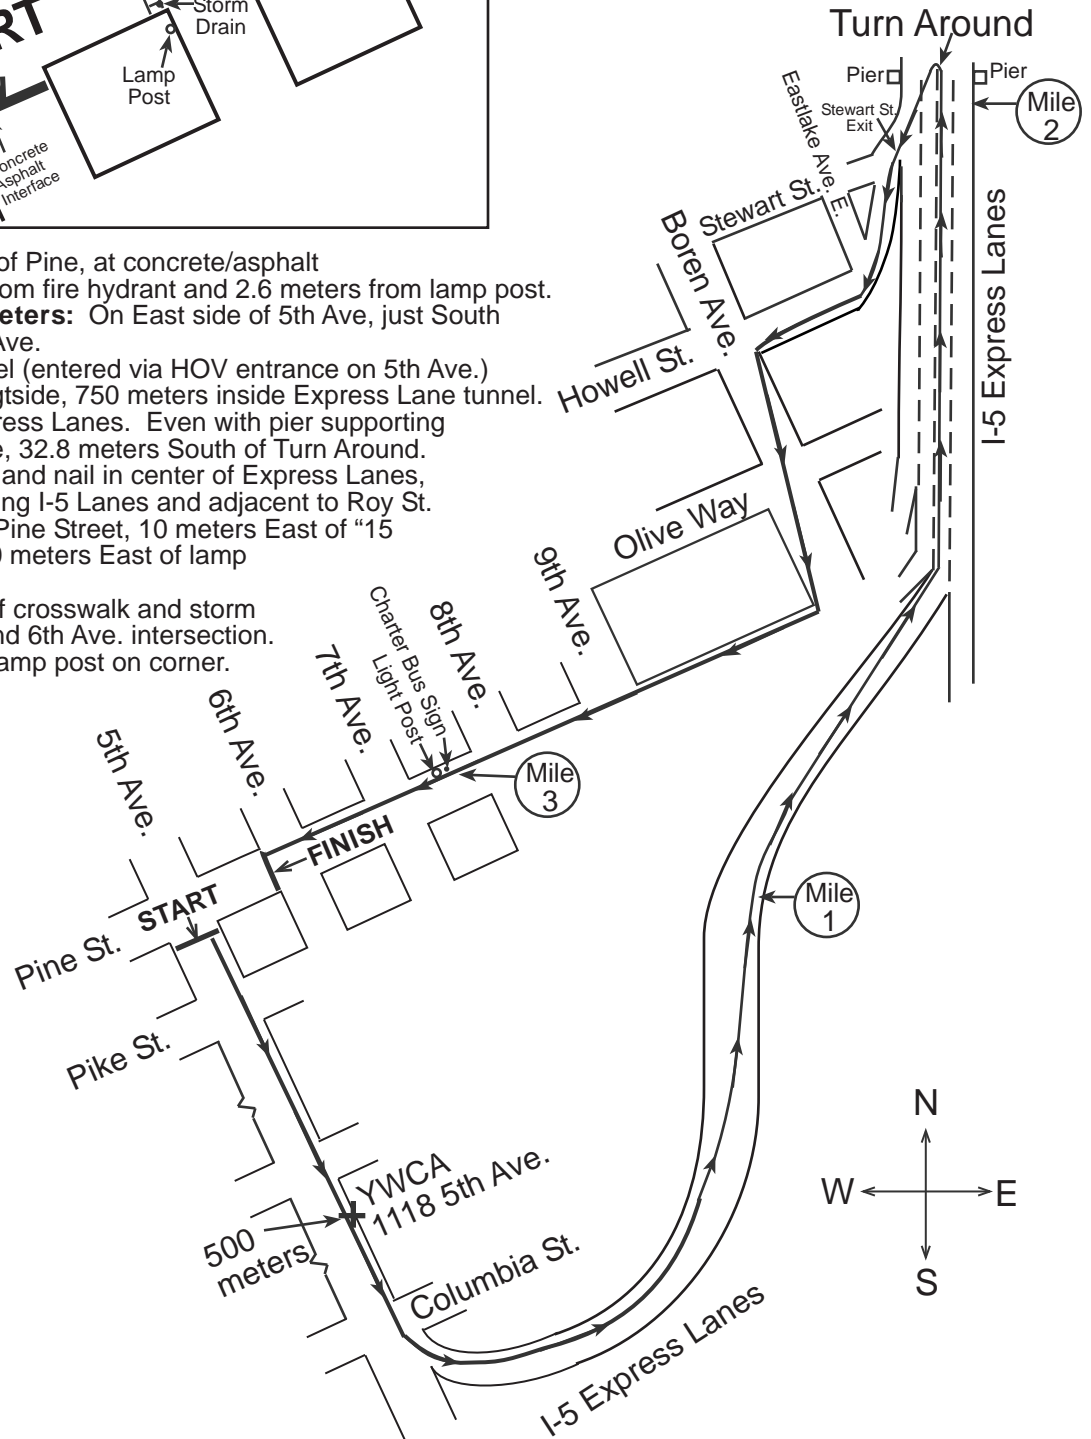 RT
Storm
Drain
Lamp
Post
oncrete
Asphalt
Interface
of Pine, at concrete/asphalt
om fire hydrant and 2.6 meters from lamp post.
eters: On East side of 5th Ave, just South
Ave.
el (entered via HOV entrance on 5th Ave.)
gtside, 750 meters inside Express Lane tunnel.
ress Lanes. Even with pier supporting
e, 32.8 meters South of Turn Around.
and nail in center of Express Lanes,
ng I-5 Lanes and adjacent to Roy St.
Pine Street, 10 meters East of “15
0 meters East of lamp
f crosswalk and storm
nd 6th Ave. intersection.
amp post on corner.
Turn Around
Pier
Pier
Mile
2
Stewart St.
Exit
Eastlake Ave. E.
Stewart St.
Boren Ave.
I-5 Express Lanes
Howell St.
Olive Way
9th Ave.
8th Ave.
Charter Bus Sign
Light Post
7th Ave.
6th Ave.
5th Ave.
Mile
3
FINISH
START
Pine St.
Mile
1
Pike St.
YWCA
1118 5th Ave.
500
meters
Columbia St.
I-5 Express Lanes
N
W
E
S